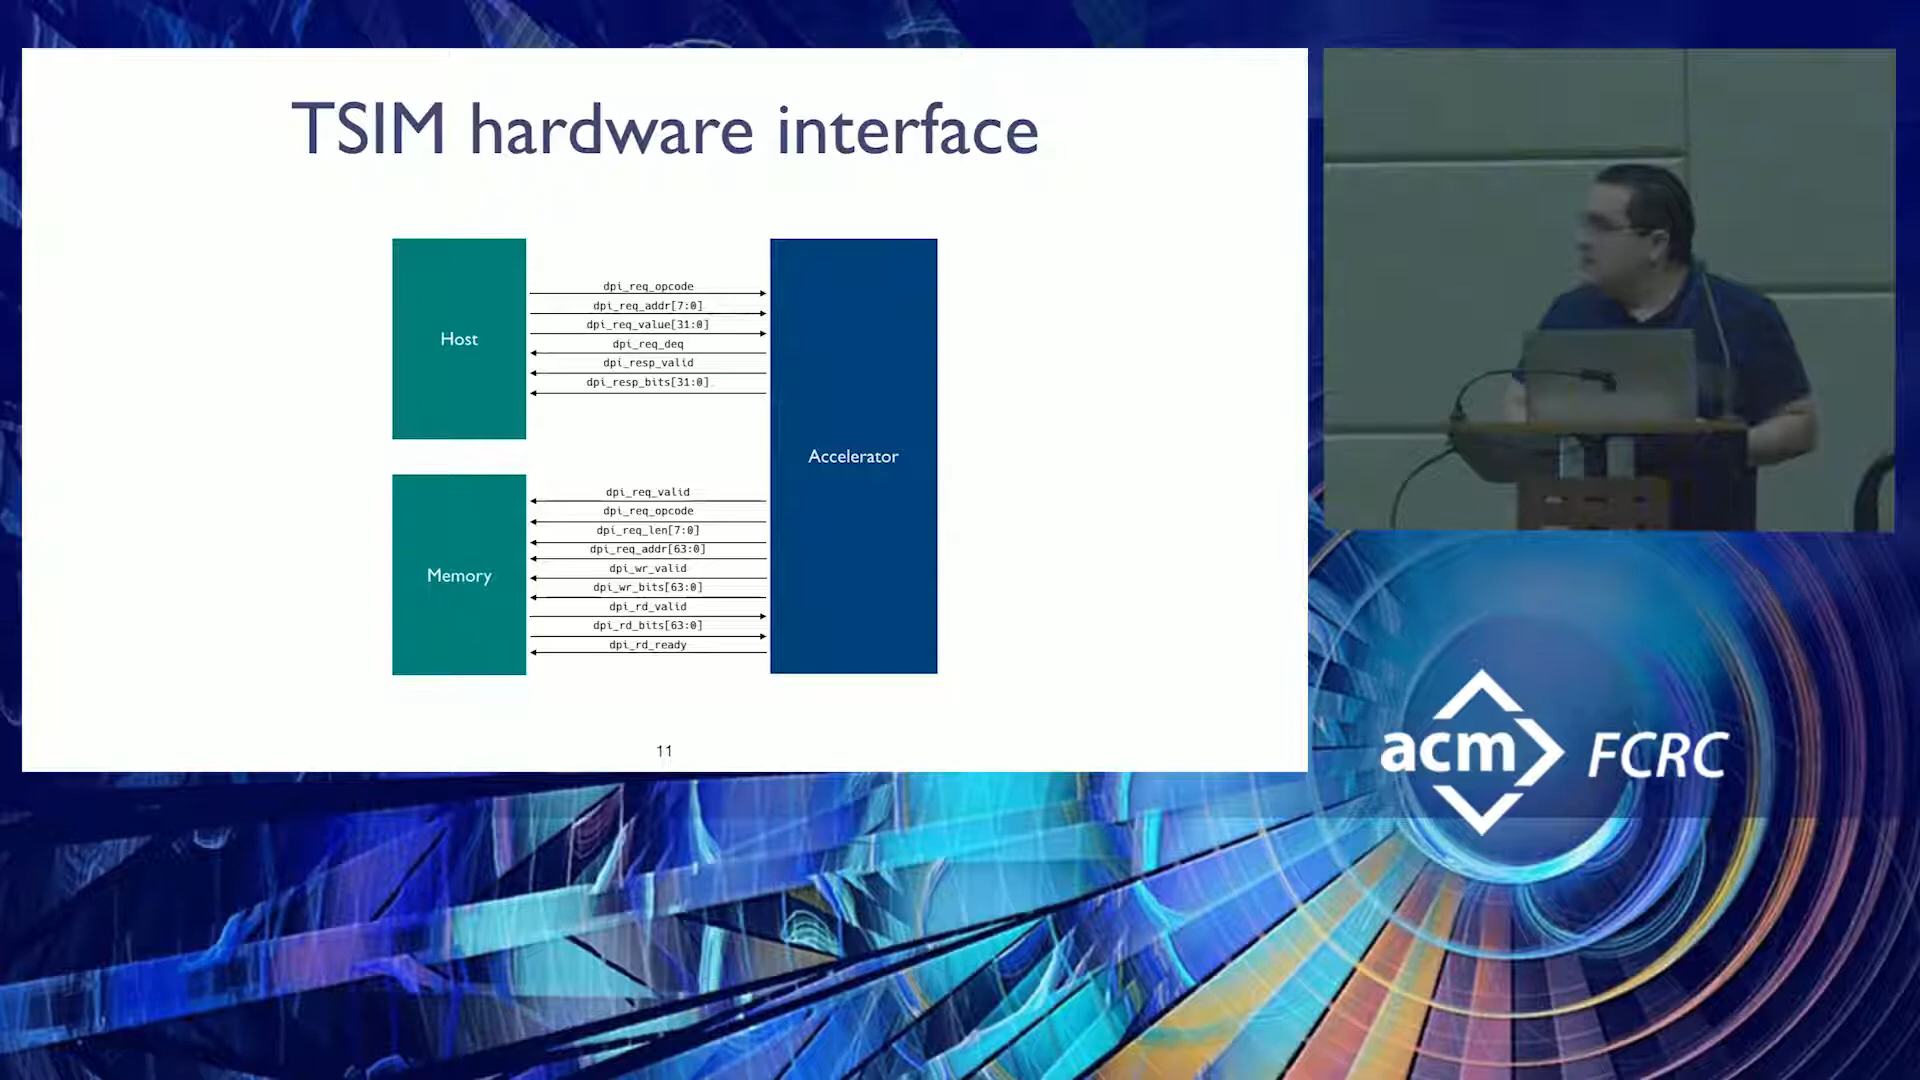 TSIM hardware interface
Host
dpi_req_opcode
dpi_req_addr[7:0]
dpi_req_value[31:0]
dpi_req_deq
dpi_resp_valid
dpi_resp_bits[31:0]
Accelerator
Memory
dpi_req_valid
dpi_req_opcode
dpi_req_len[7:0]
dpi_req_addr[63:0]
dpi_wr_valid
dpi_wr_bits[63:0]
dpi_rd_valid
dpi_rd_bits[63:0]
dpi_rd_ready
11
acm FCRC